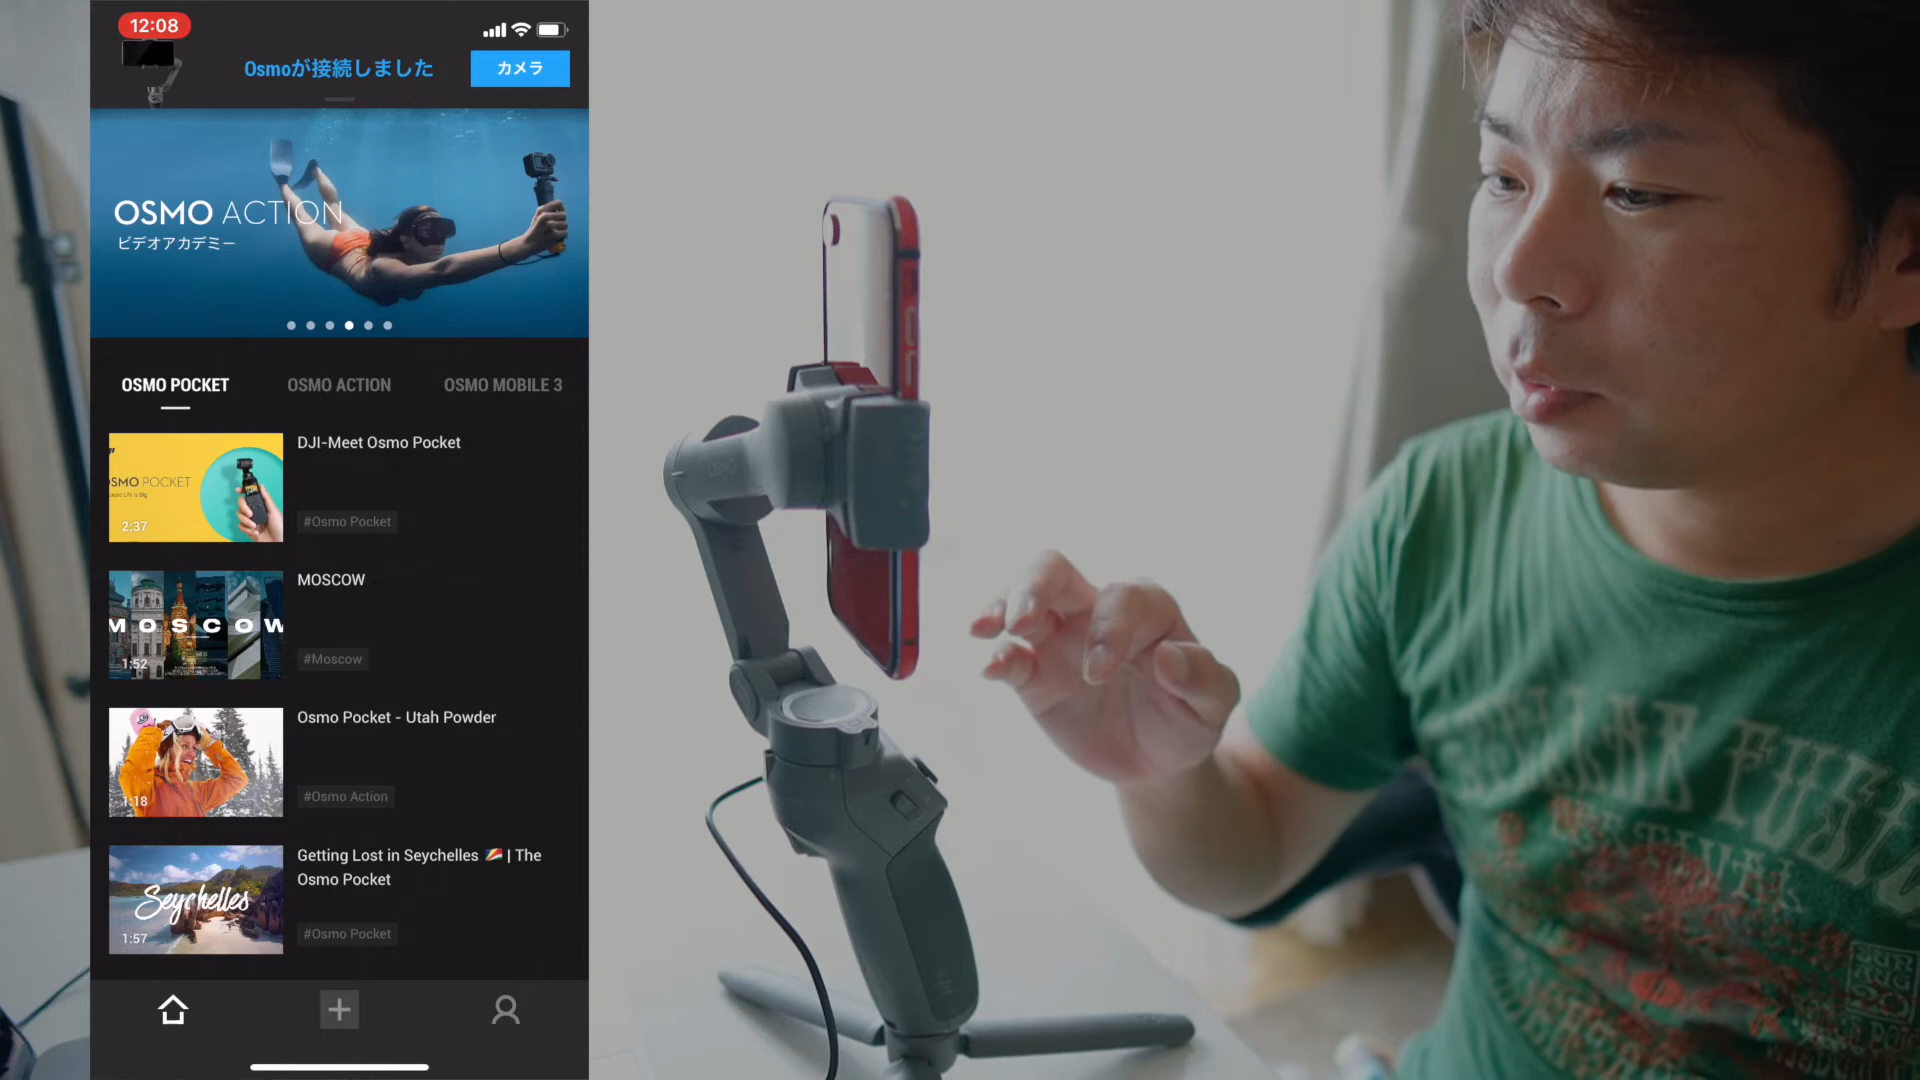 12:08
Osmoが接続しました
カメラ
OSMO ACTION
ビデオアカデミー
OSMO POCKET
OSMO ACTION
OSMO MOBILE 3
DJI-Meet Osmo Pocket
OSMO POCKET
2:37
#Osmo Pocket
MOSCOW
MOSCOW
1:52
#Moscow
Osmo Pocket - Utah Powder
1:18
#Osmo Action
Getting Lost in Seychelles 🇸🇨 | The
Osmo Pocket
Seychelles
1:57
#Osmo Pocket
OSMO